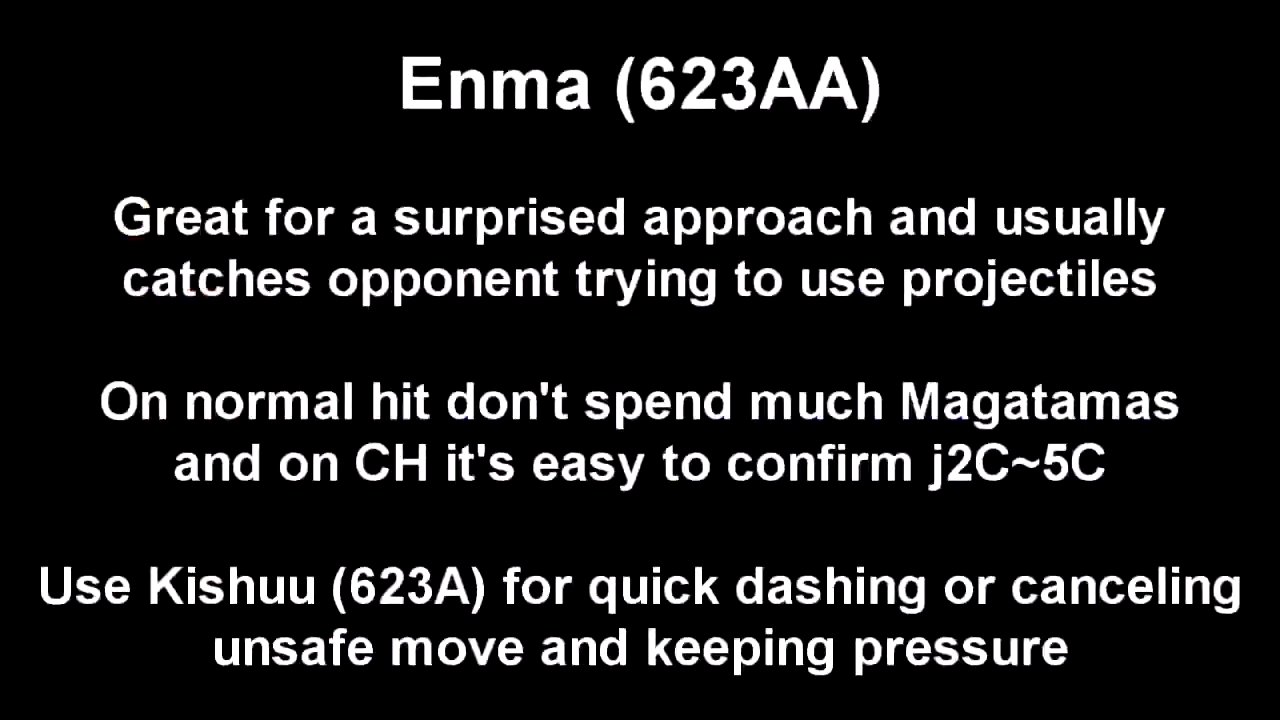 Enma (623AA)
Great for a surprised approach and usually
catches opponent trying to use projectiles
On normal hit don't spend much Magatamas
and on CH it's easy to confirm j2C~5C
Use Kishuu (623A) for quick dashing or canceling
unsafe move and keeping pressure